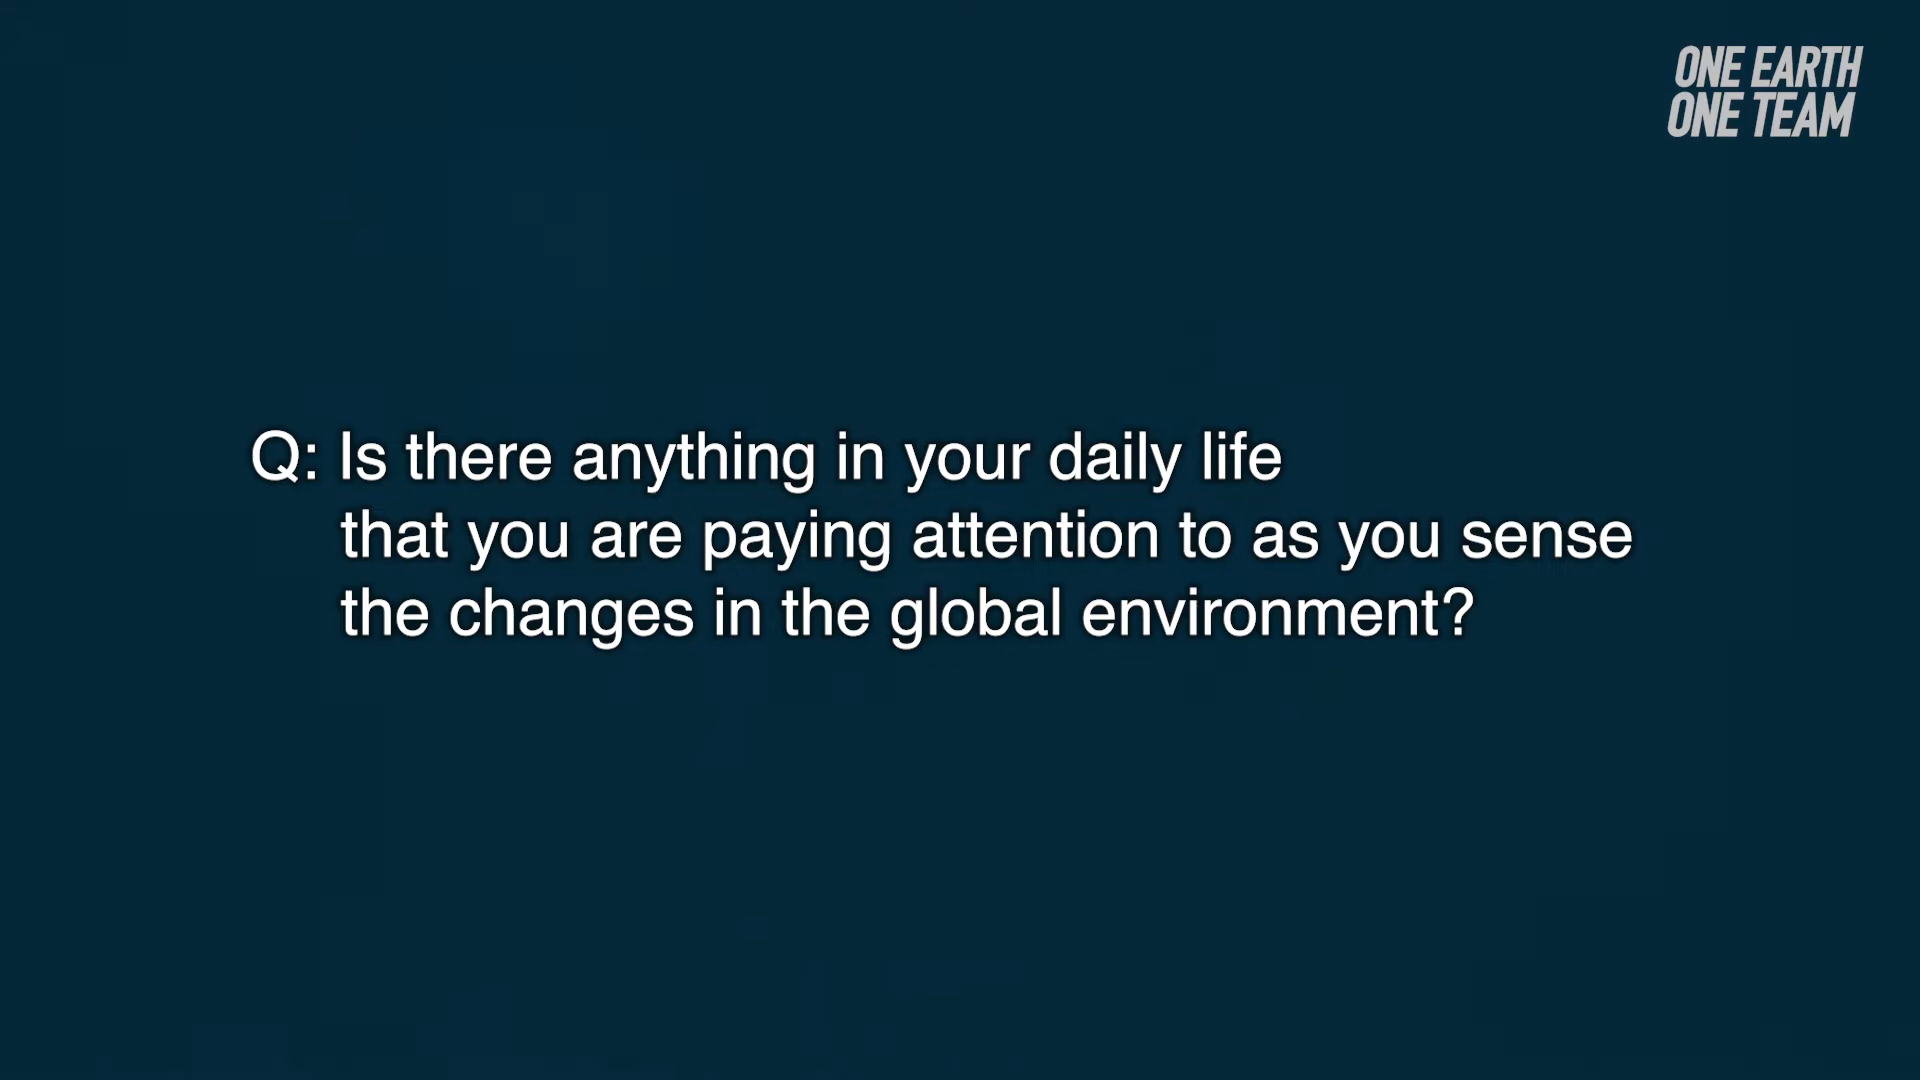 ONE EARTH
ONE TEAM
Q: Is there anything in your daily life
that you are paying attention to as you sense
the changes in the global environment?